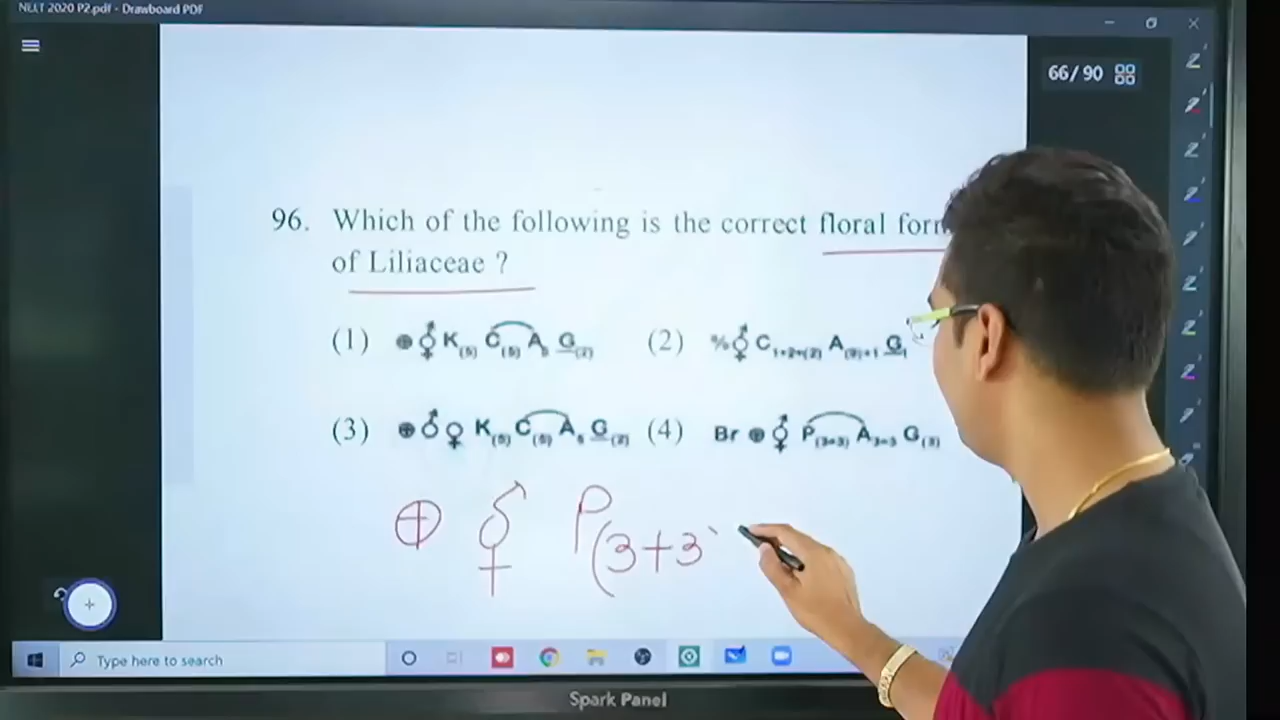 NEET 2020 P2.pdf - Drawboard PDF
66/90
96. Which of the following is the correct floral form
of Liliaceae ?
(1) ⊕ ⚥ K(5) C(5) A5 G(2) (2) % ⚥ C1+2+(2) A(9)+1 G1
(3) ⊕ ♂ ♀ K(5) C(5) A5 G(2) (4) Br ⊕ ⚥ P(3+3) A3+3 G(3)
⊕ ⚥ P(3+3
Type here to search
Spark Panel